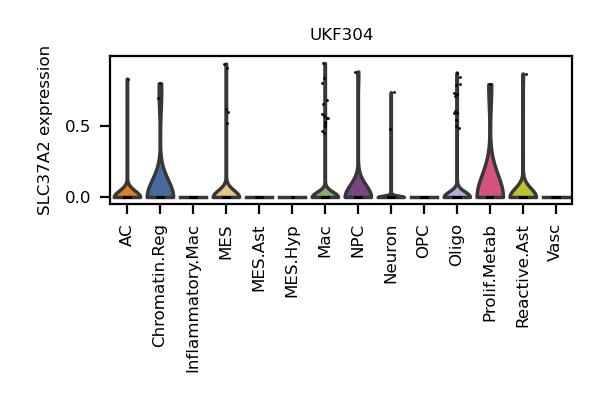 UKF304
SLC37A2 expression
0.5
0.0
AC
Chromatin.Reg
Inflammatory.Mac
MES
MES.Ast
MES.Hyp
Mac
NPC
Neuron
OPC
Oligo
Prolif.Metab
Reactive.Ast
Vasc